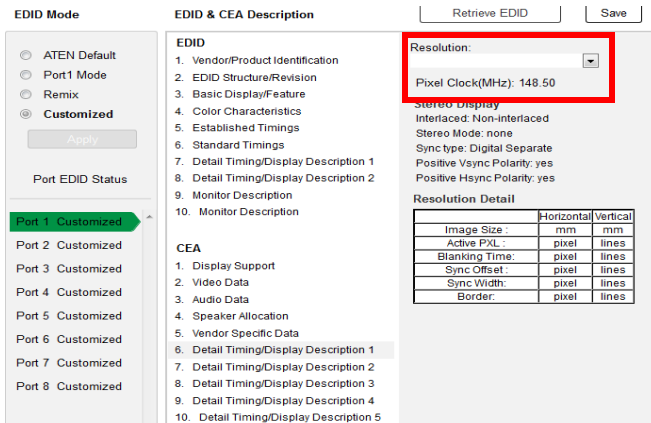 EDID Mode
ATEN Default
Port1 Mode
Remix
Customized
Apply
Port EDID Status
Port 1 Customized
Port 2 Customized
Port 3 Customized
Port 4 Customized
Port 5 Customized
Port 6 Customized
Port 7 Customized
Port 8 Customized
EDID & CEA Description
EDID
1. Vendor/Product Identification
2. EDID Structure/Revision
3. Basic Display/Feature
4. Color Characteristics
5. Established Timings
6. Standard Timings
7. Detail Timing/Display Description 1
8. Detail Timing/Display Description 2
9. Monitor Description
10. Monitor Description
CEA
1. Display Support
2. Video Data
3. Audio Data
4. Speaker Allocation
5. Vendor Specific Data
6. Detail Timing/Display Description 1
7. Detail Timing/Display Description 2
8. Detail Timing/Display Description 3
9. Detail Timing/Display Description 4
10. Detail Timing/Display Description 5
Retrieve EDID
Save
Resolution:
Pixel Clock(MHz): 148.50
Stereo Display
Interlaced: Non-interlaced
Stereo Mode: none
Sync type: Digital Separate
Positive Vsync Polarity: yes
Positive Hsync Polarity: yes
Resolution Detail
Horizontal Vertical
Image Size : mm mm
Active PXL : pixel lines
Blanking Time: pixel lines
Sync Offset : pixel lines
Sync Width: pixel lines
Border: pixel lines